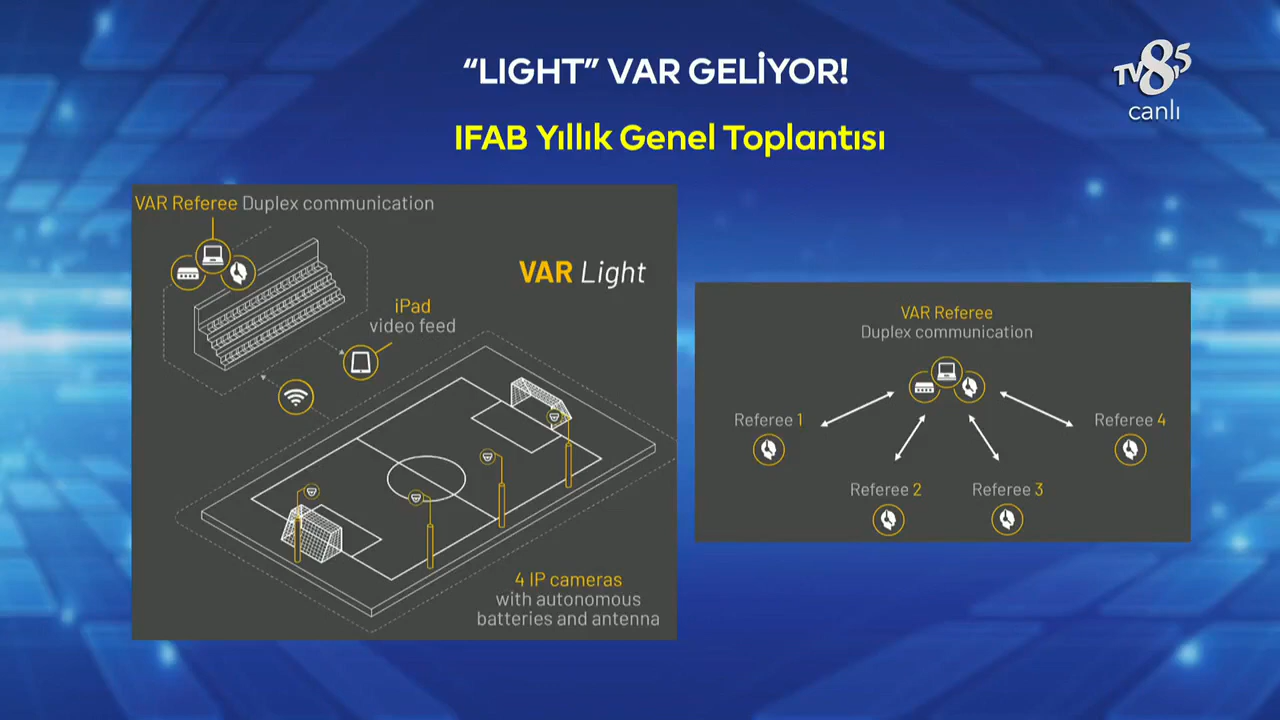 “LIGHT” VAR GELİYOR!
IFAB Yıllık Genel Toplantısı
TV8,5
canlı
VAR Referee Duplex communication
VAR Light
iPad
video feed
4 IP cameras
with autonomous
batteries and antenna
VAR Referee
Duplex communication
Referee 1
Referee 4
Referee 2
Referee 3